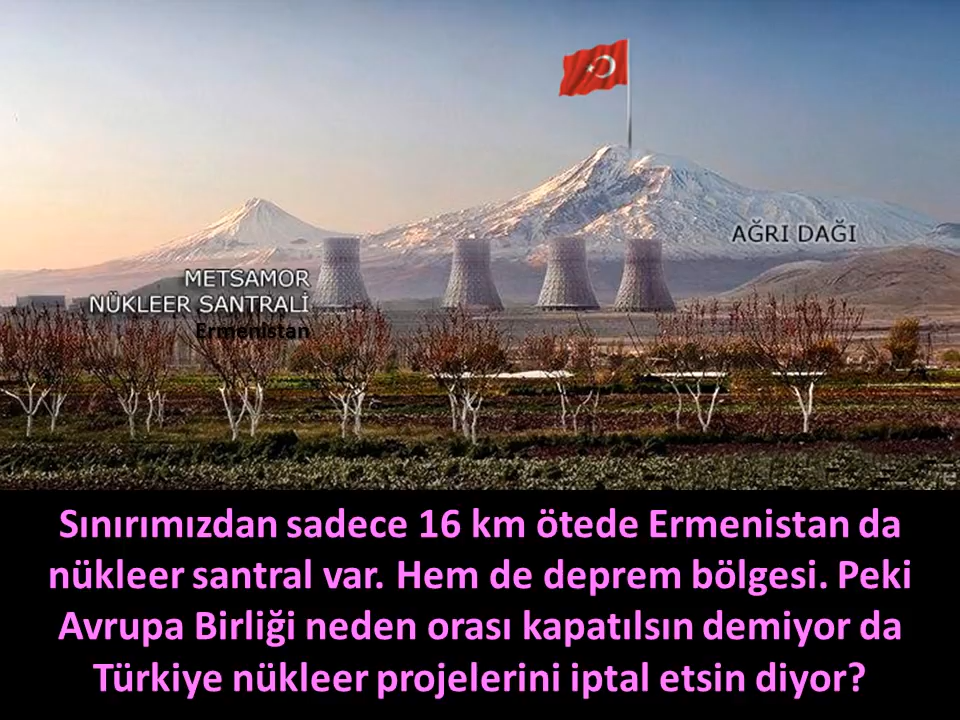 AĞRI DAĞI
METSAMOR
NÜKLEER SANTRALİ
Ermenistan
Sınırımızdan sadece 16 km ötede Ermenistan da
nükleer santral var. Hem de deprem bölgesi. Peki
Avrupa Birliği neden orası kapatılsın demiyor da
Türkiye nükleer projelerini iptal etsin diyor?